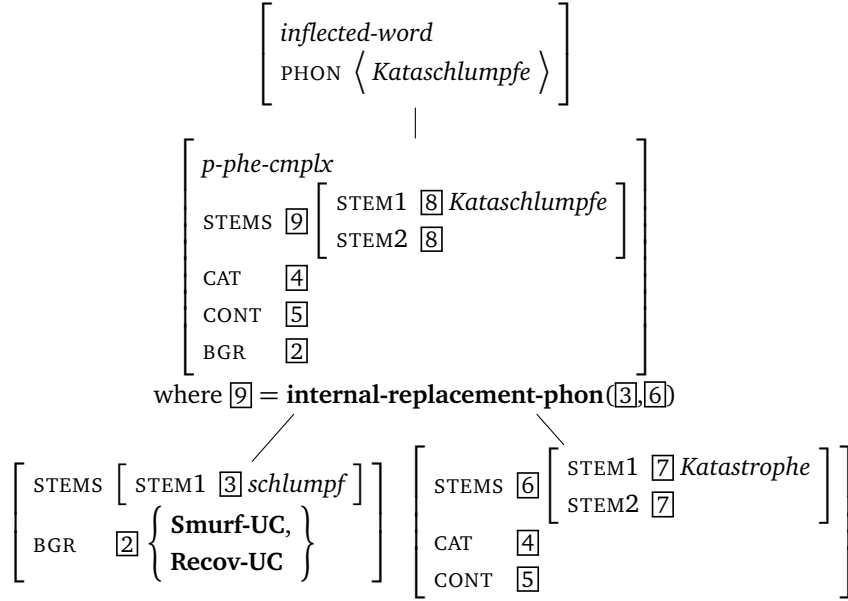 inflected-word
PHON ⟨ Kataschlumpfe ⟩
p-phe-cmplx
STEMS 9 [ STEM1 8 Kataschlumpfe
STEM2 8 ]
CAT 4
CONT 5
BGR 2
where 9 = internal-replacement-phon(3,6)
STEMS [ STEM1 3 schlumpf ]
BGR 2 { Smurf-UC,
Recov-UC }
STEMS 6 [ STEM1 7 Katastrophe
STEM2 7 ]
CAT 4
CONT 5